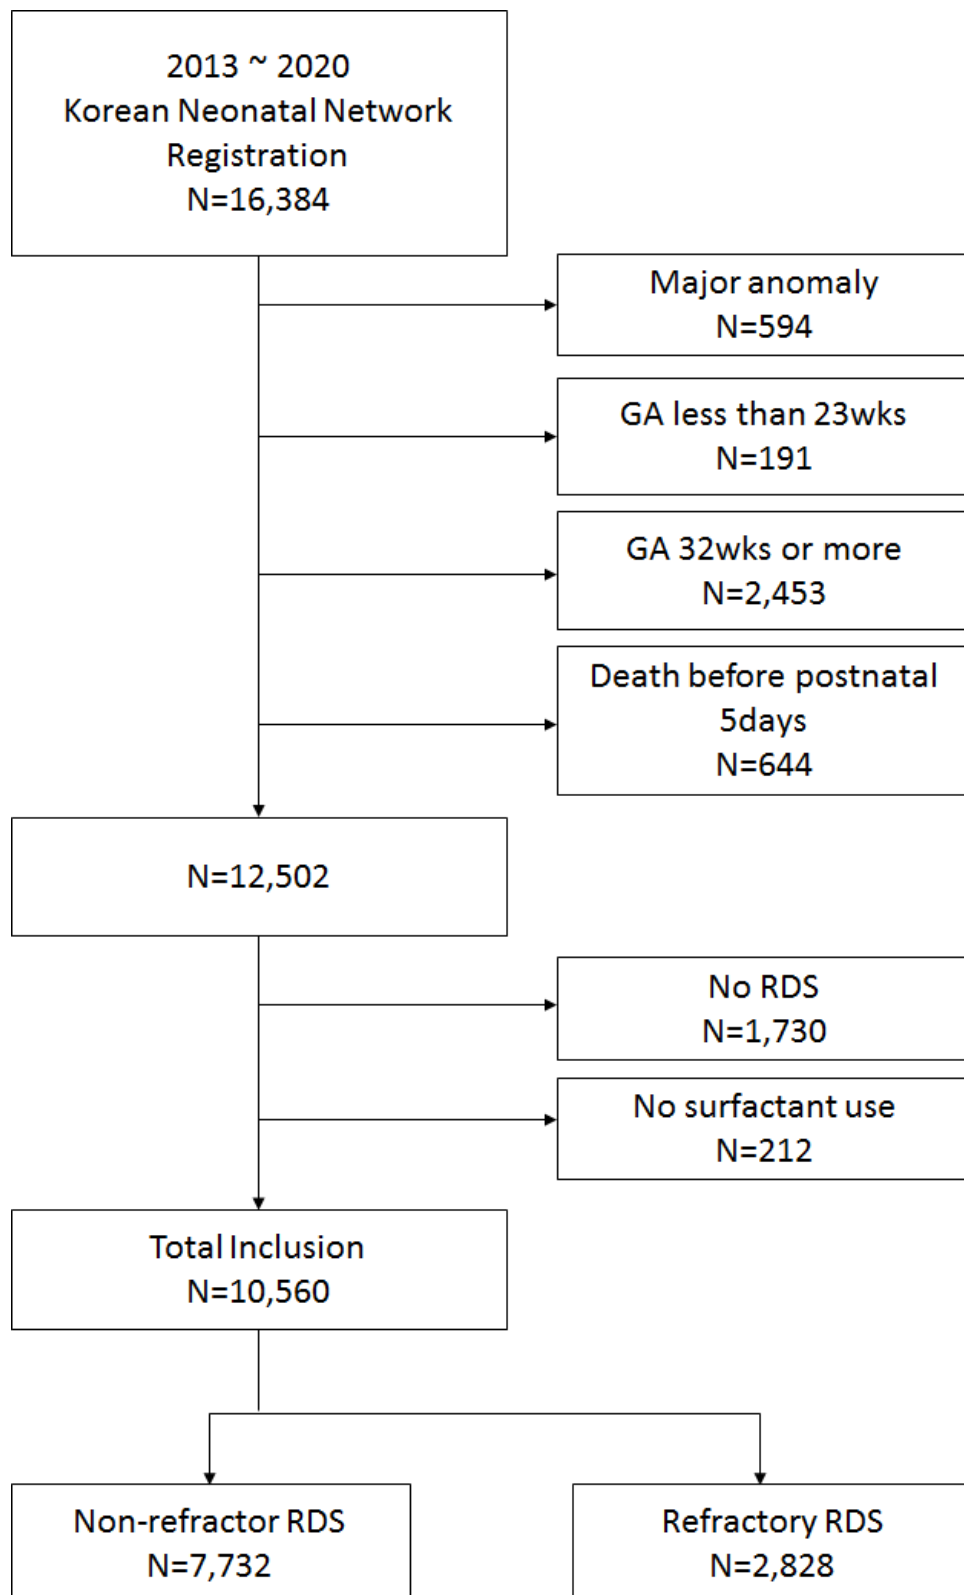 2013 ~ 2020
Korean Neonatal Network
Registration
N=16,384
Major anomaly
N=594
GA less than 23wks
N=191
GA 32wks or more
N=2,453
Death before postnatal
5days
N=644
N=12,502
No RDS
N=1,730
No surfactant use
N=212
Total Inclusion
N=10,560
Non-refractor RDS
N=7,732
Refractory RDS
N=2,828